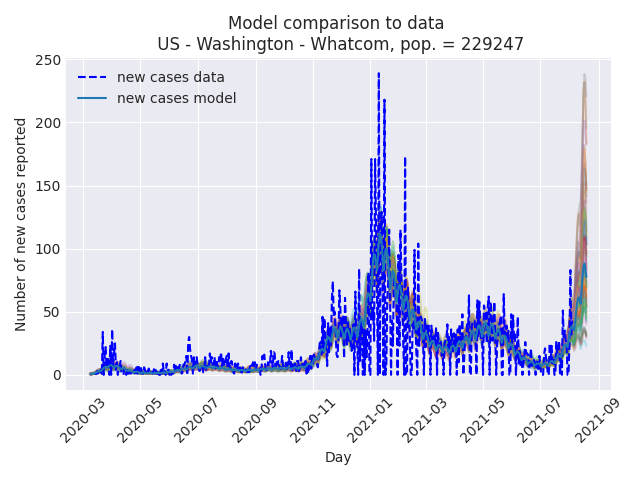 Model comparison to data
US - Washington - Whatcom, pop. = 229247
new cases data
new cases model
Number of new cases reported
250
200
150
100
50
0
2020-03
2020-05
2020-07
2020-09
2020-11
2021-01
2021-03
2021-05
2021-07
2021-09
Day